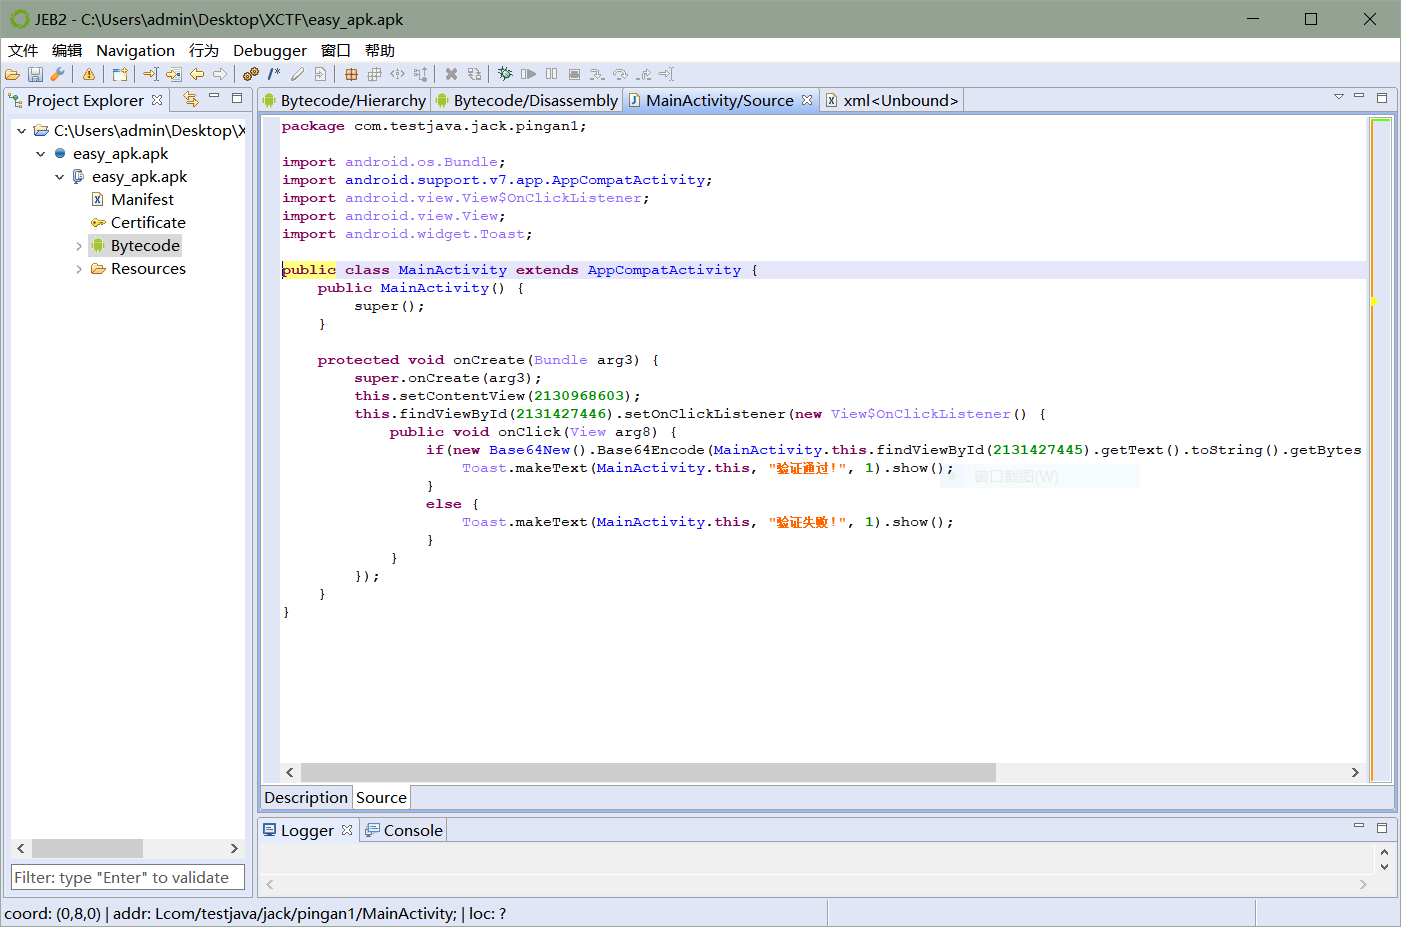 JEB2 - C:\Users\admin\Desktop\XCTF\easy_apk.apk
文件 编辑 Navigation 行为 Debugger 窗口 帮助
Project Explorer
C:\Users\admin\Desktop\X
easy_apk.apk
easy_apk.apk
Manifest
Certificate
Bytecode
Resources
Filter: type "Enter" to validate
Bytecode/Hierarchy Bytecode/Disassembly MainActivity/Source xml<Unbound>
package com.testjava.jack.pingan1;
import android.os.Bundle;
import android.support.v7.app.AppCompatActivity;
import android.view.View$OnClickListener;
import android.view.View;
import android.widget.Toast;
public class MainActivity extends AppCompatActivity {
public MainActivity() {
super();
}
protected void onCreate(Bundle arg3) {
super.onCreate(arg3);
this.setContentView(2130968603);
this.findViewById(2131427446).setOnClickListener(new View$OnClickListener() {
public void onClick(View arg8) {
if(new Base64New().Base64Encode(MainActivity.this.findViewById(2131427445).getText().toString().getBytes
Toast.makeText(MainActivity.this, "验证通过!", 1).show();
窗口截图(W)
}
else {
Toast.makeText(MainActivity.this, "验证失败!", 1).show();
}
}
});
}
}
Description Source
Logger Console
coord: (0,8,0) | addr: Lcom/testjava/jack/pingan1/MainActivity; | loc: ?